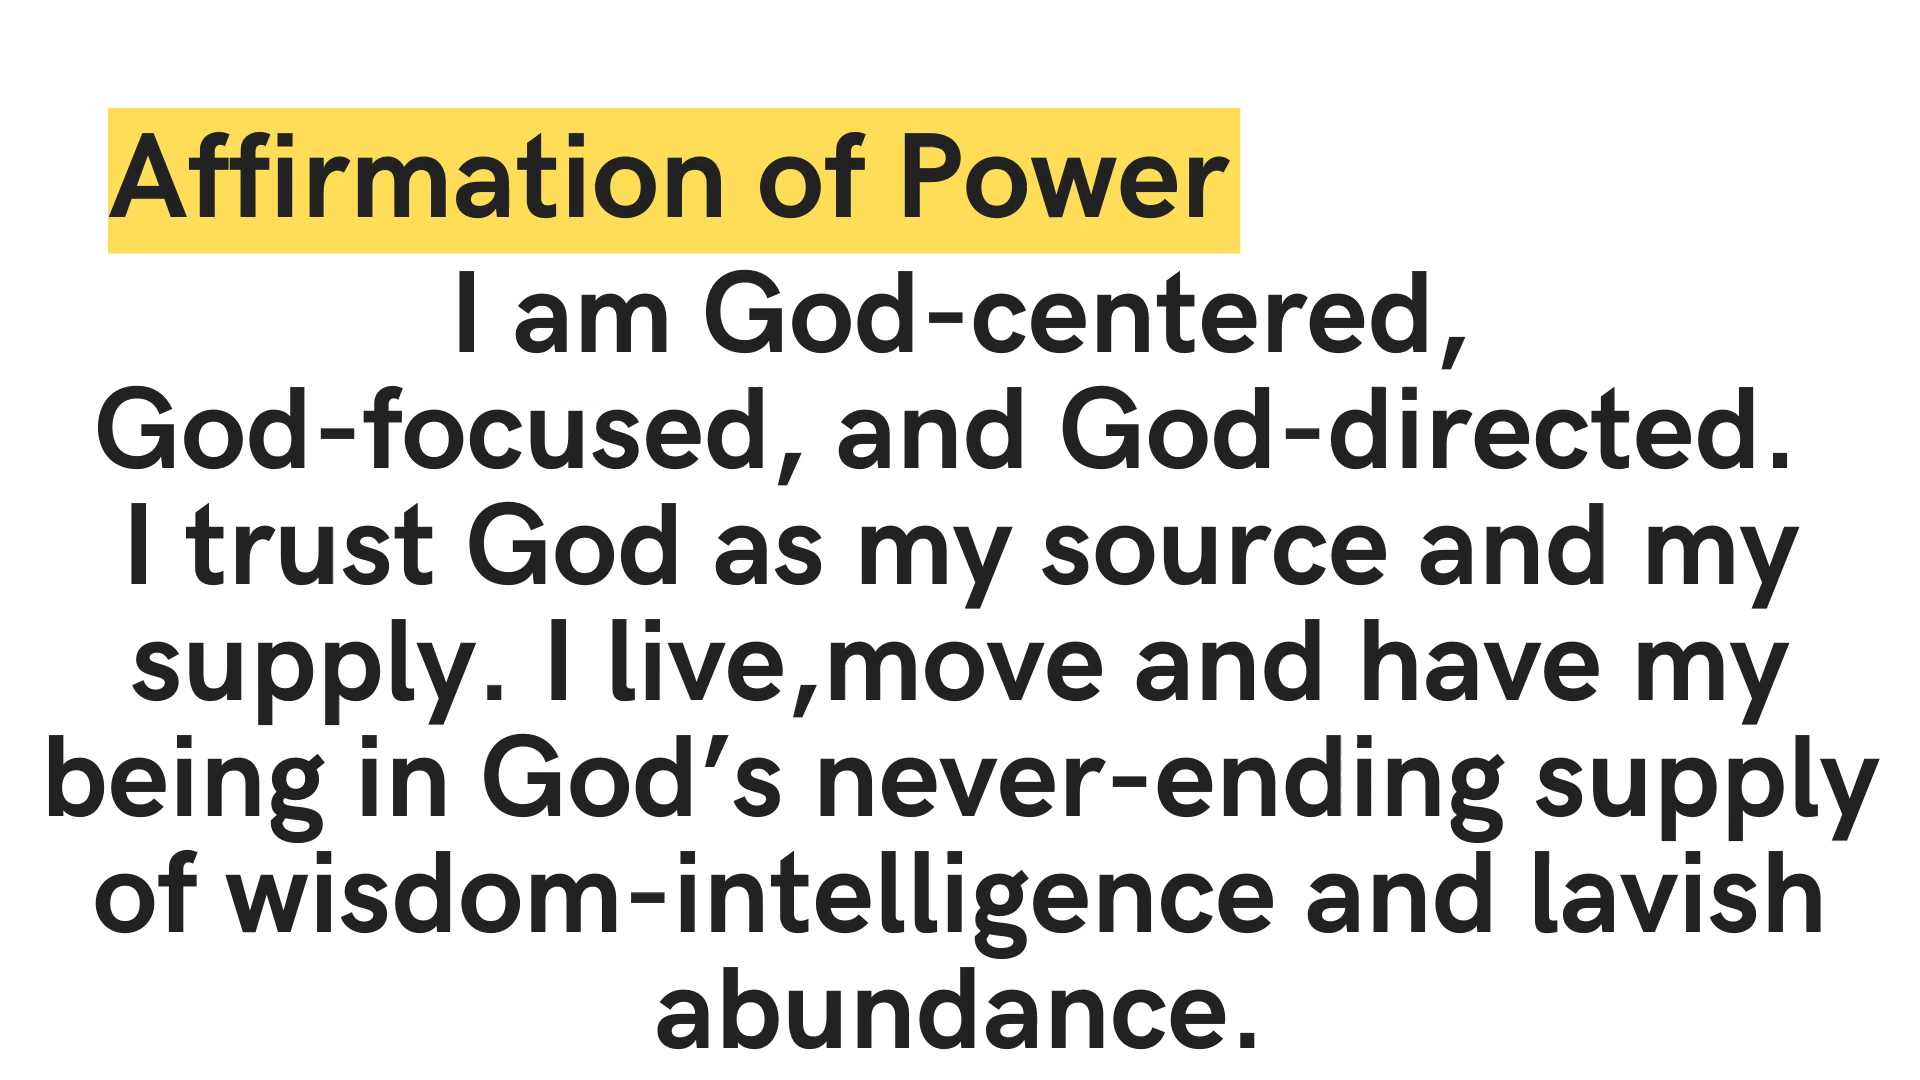 Affirmation of Power
I am God-centered,
God-focused, and God-directed.
I trust God as my source and my
supply. I live,move and have my
being in God’s never-ending supply
of wisdom-intelligence and lavish
abundance.